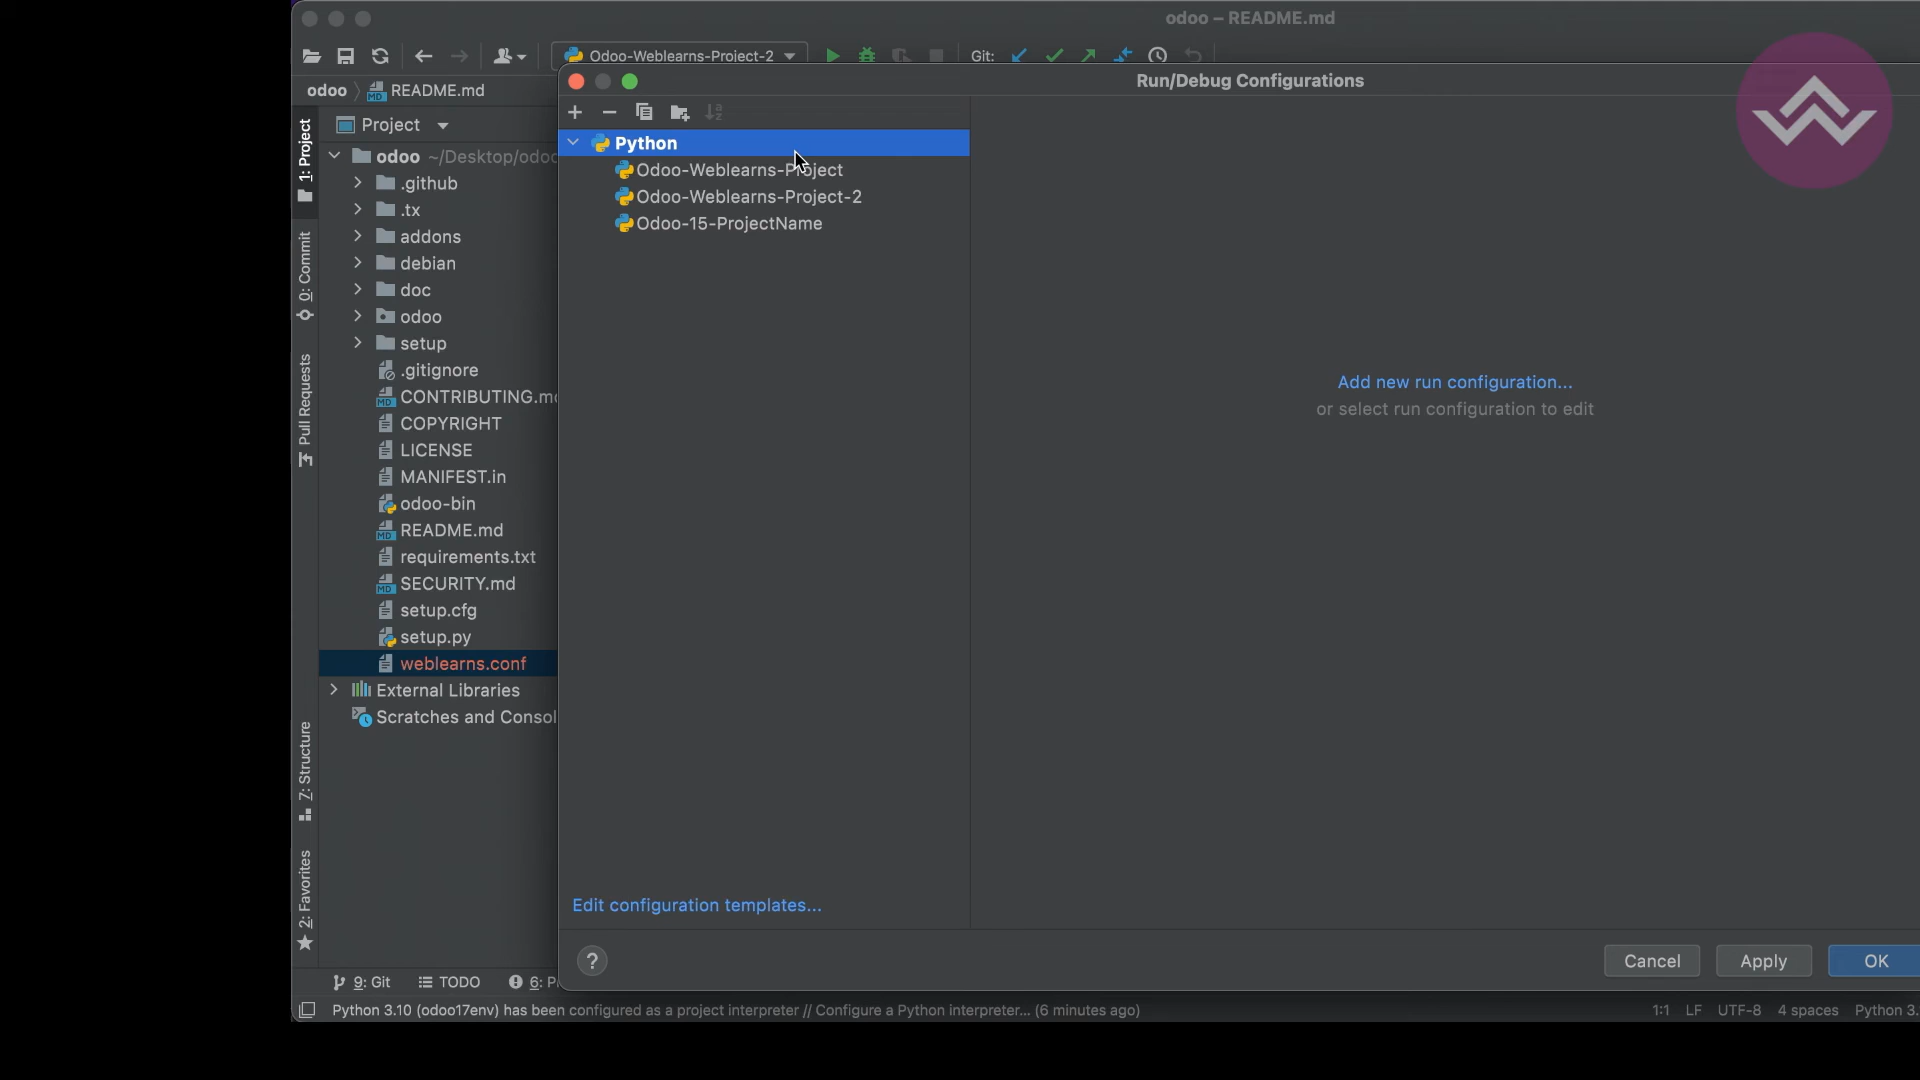 odoo – README.md
Odoo-Weblearns-Project-2
Git:
odoo
README.md
Run/Debug Configurations
1: Project
Project
Python
odoo ~/Desktop/odoo
Odoo-Weblearns-Project
.github
Odoo-Weblearns-Project-2
.tx
Odoo-15-ProjectName
addons
0: Commit
debian
doc
odoo
setup
.gitignore
Add new run configuration...
CONTRIBUTING.md
or select run configuration to edit
Pull Requests
COPYRIGHT
LICENSE
MANIFEST.in
odoo-bin
README.md
requirements.txt
SECURITY.md
setup.cfg
setup.py
weblearns.conf
External Libraries
Scratches and Consol
Z: Structure
2: Favorites
Edit configuration templates...
?
Cancel
Apply
OK
9: Git
TODO
6: P
Python 3.10 (odoo17env) has been configured as a project interpreter // Configure a Python interpreter... (6 minutes ago)
1:1
LF
UTF-8
4 spaces
Python 3.